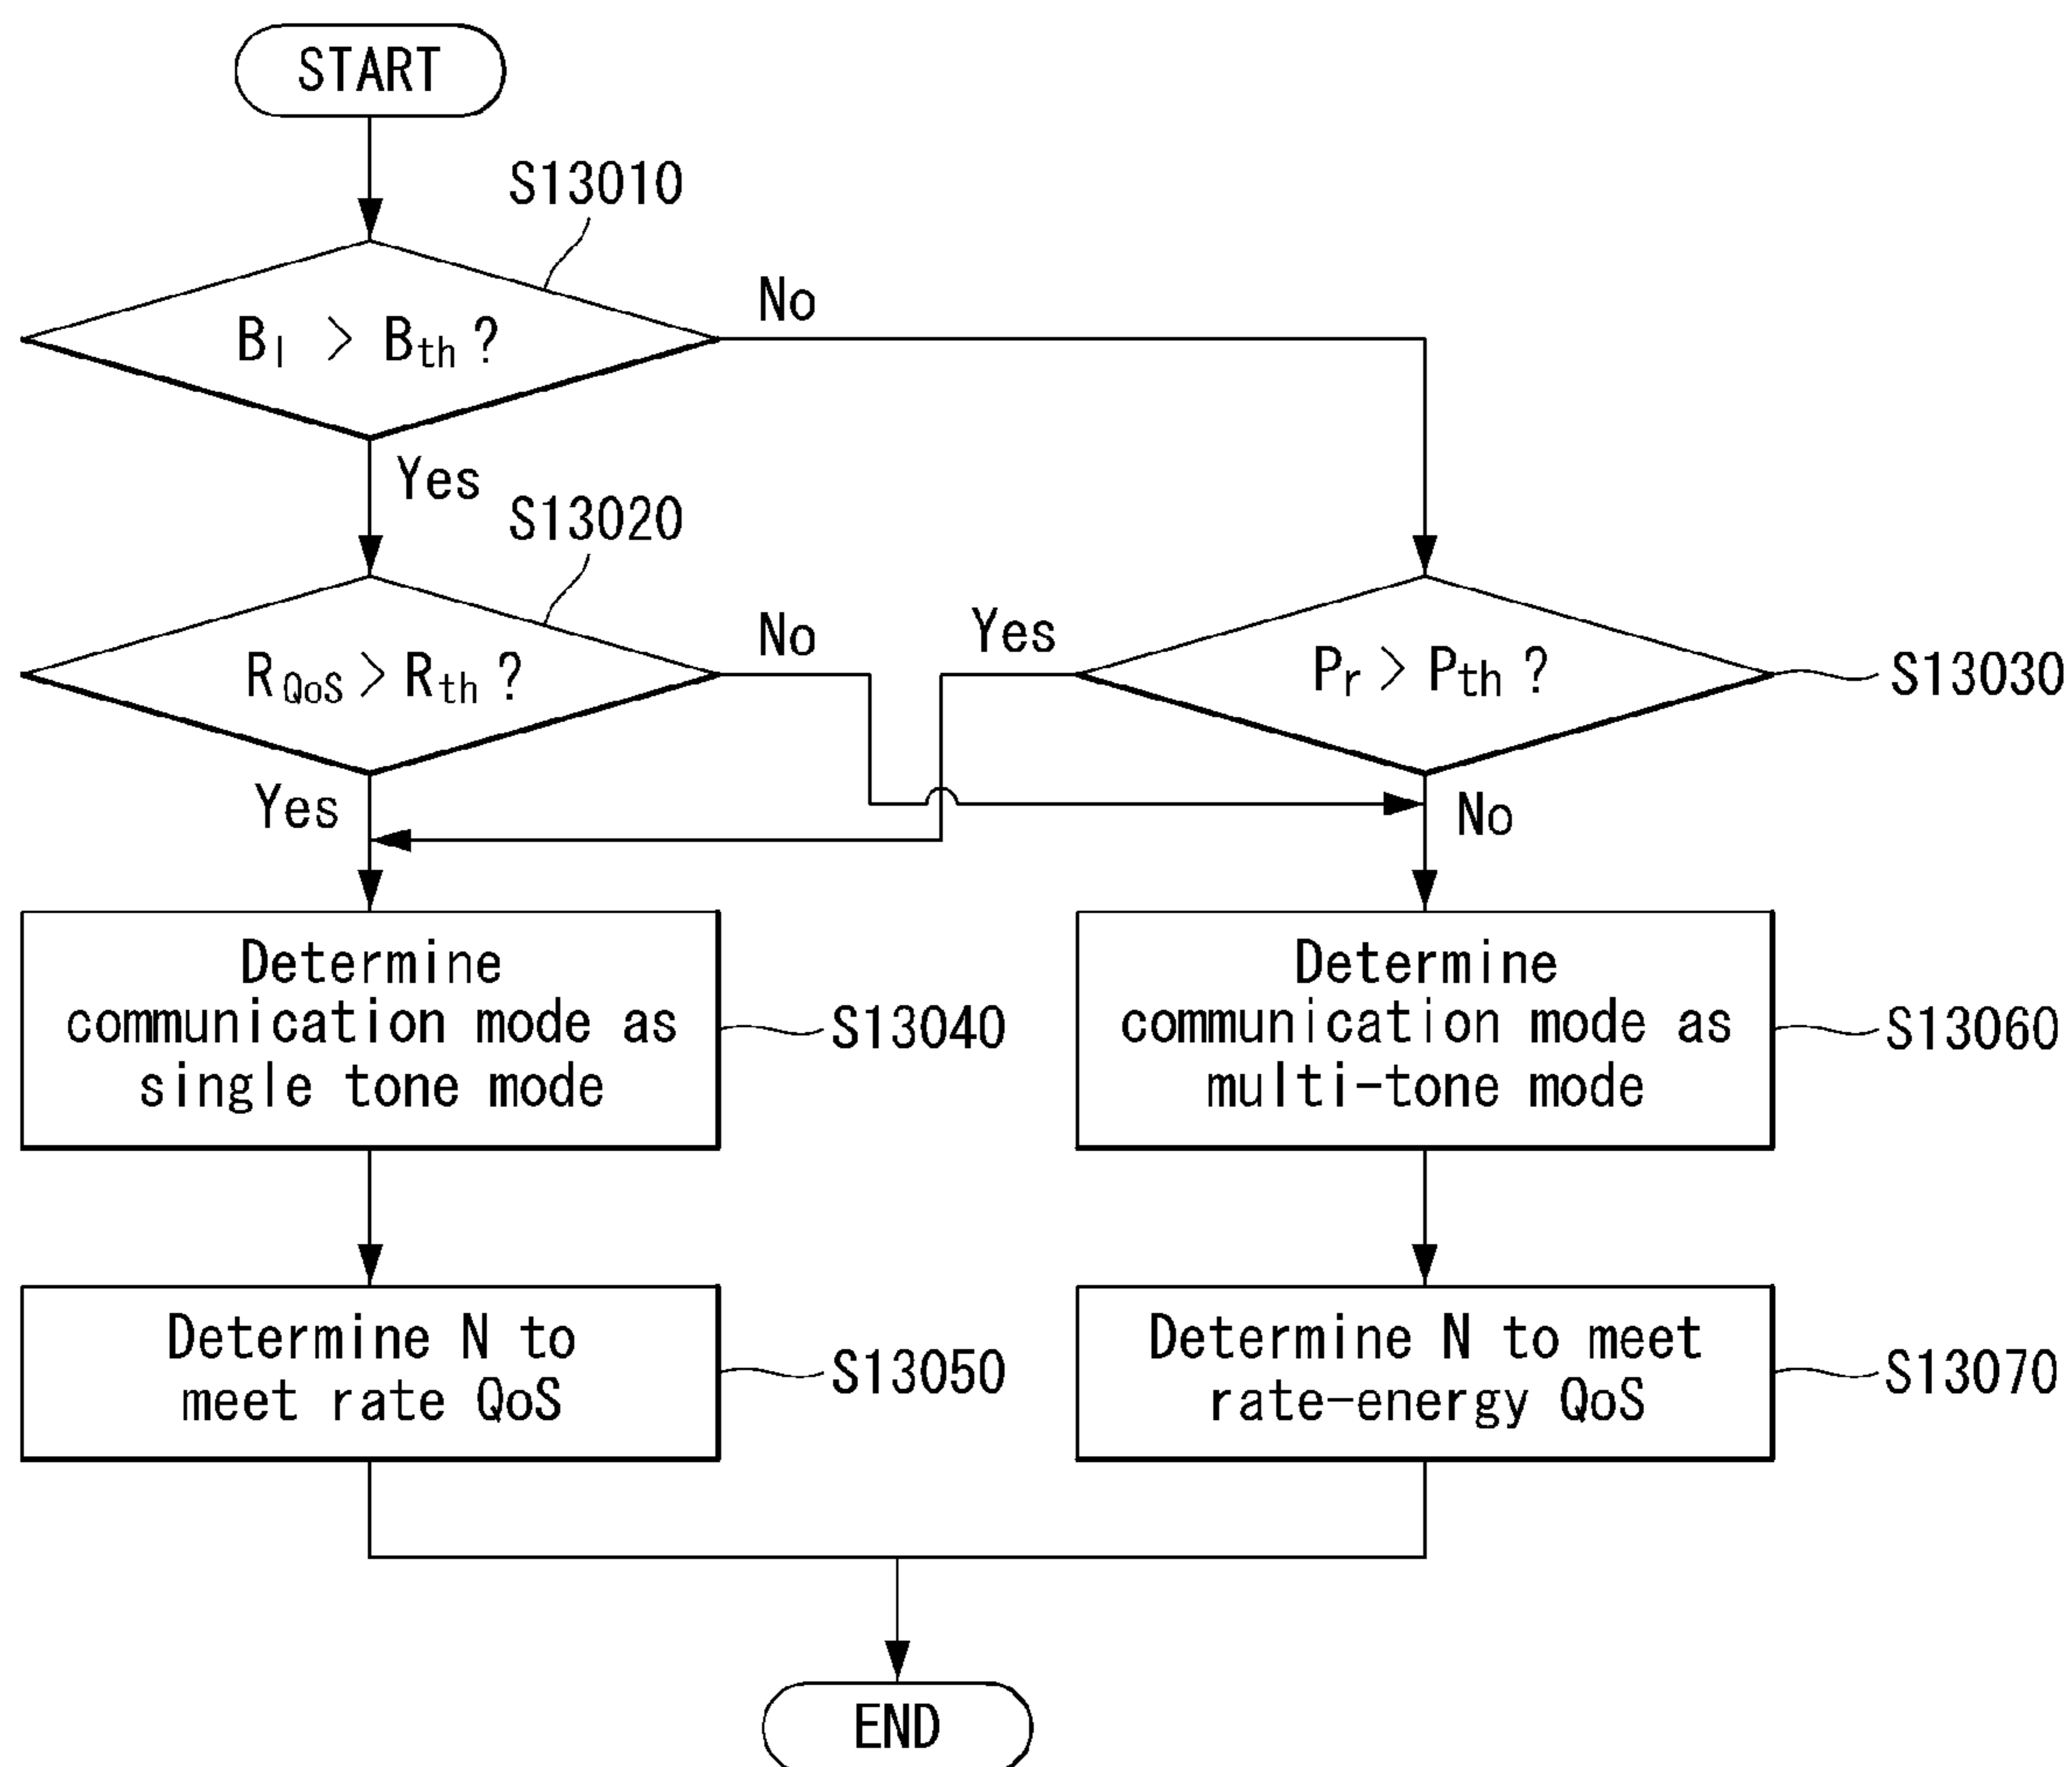 START
S13010
No
B_l > B_th ?
Yes
S13020
No
Yes
R_QoS > R_th ?
P_r > P_th ?
S13030
Yes
No
Determine
communication mode as
single tone mode
S13040
Determine
communication mode as
multi-tone mode
S13060
Determine N to
meet rate QoS
S13050
Determine N to meet
rate-energy QoS
S13070
END